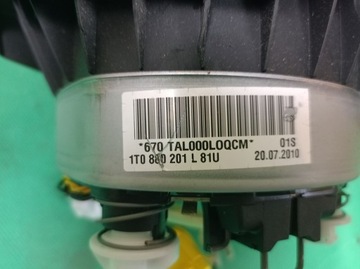 *670 TAL000LOQCM* 01S
1T0 880 201 L 81U 20.07.2010